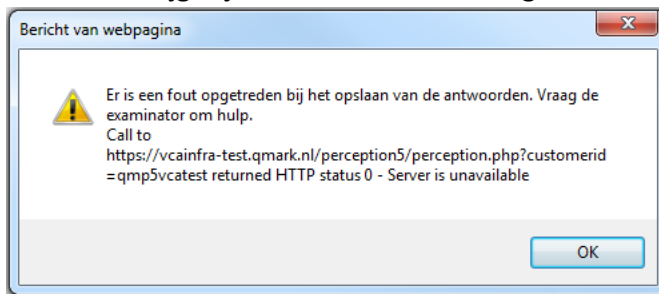 Bericht van webpagina
Er is een fout opgetreden bij het opslaan van de antwoorden. Vraag de
examinator om hulp.
Call to
https://vcainfra-test.qmark.nl/perception5/perception.php?customerid
=qmp5vcatest returned HTTP status 0 - Server is unavailable
OK